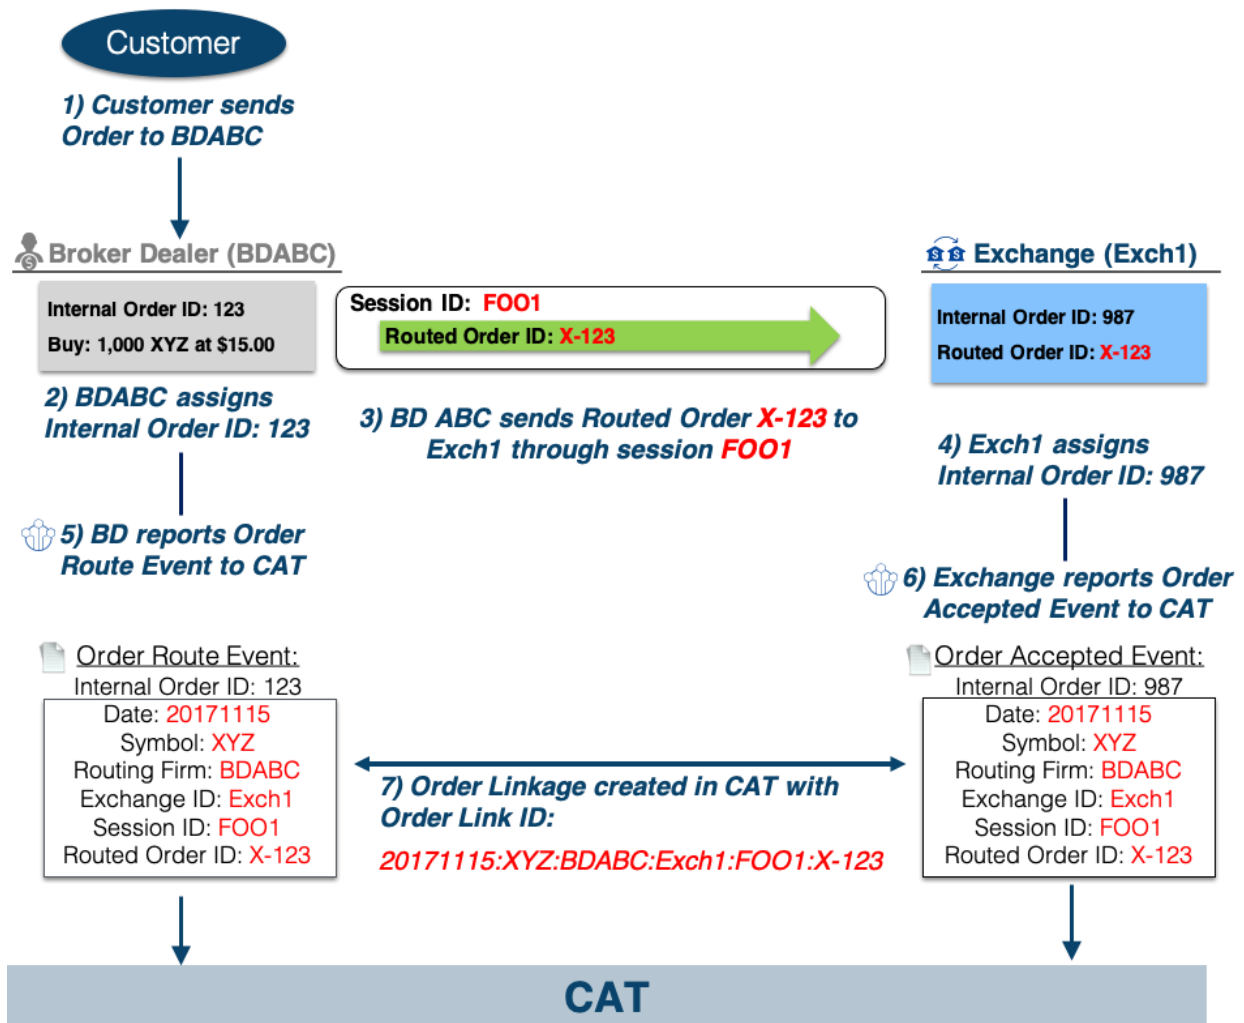 Customer
1) Customer sends
Order to BDABC
Broker Dealer (BDABC)
Internal Order ID: 123
Buy: 1,000 XYZ at $15.00
Session ID: FOO1
Routed Order ID: X-123
Exchange (Exch1)
Internal Order ID: 987
Routed Order ID: X-123
2) BDABC assigns
Internal Order ID: 123
3) BD ABC sends Routed Order X-123 to
Exch1 through session FOO1
4) Exch1 assigns
Internal Order ID: 987
5) BD reports Order
Route Event to CAT
6) Exchange reports Order
Accepted Event to CAT
Order Route Event:
Internal Order ID: 123
Date: 20171115
Symbol: XYZ
Routing Firm: BDABC
Exchange ID: Exch1
Session ID: FOO1
Routed Order ID: X-123
7) Order Linkage created in CAT with
Order Link ID:
20171115:XYZ:BDABC:Exch1:FOO1:X-123
Order Accepted Event:
Internal Order ID: 987
Date: 20171115
Symbol: XYZ
Routing Firm: BDABC
Exchange ID: Exch1
Session ID: FOO1
Routed Order ID: X-123
CAT